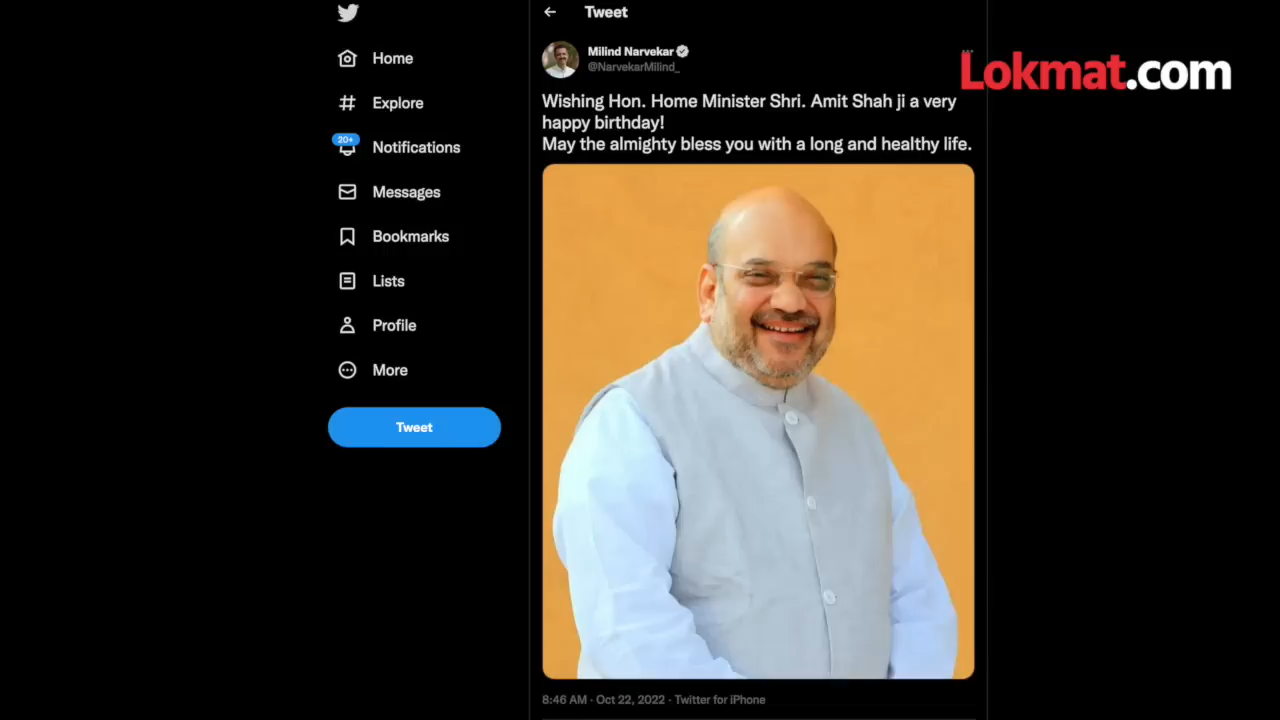 Tweet
Milind Narvekar
@NarvekarMilind_
Lokmat.com
Wishing Hon. Home Minister Shri. Amit Shah ji a very
happy birthday!
May the almighty bless you with a long and healthy life.
8:46 AM · Oct 22, 2022 · Twitter for iPhone
Home
Explore
20+
Notifications
Messages
Bookmarks
Lists
Profile
More
Tweet